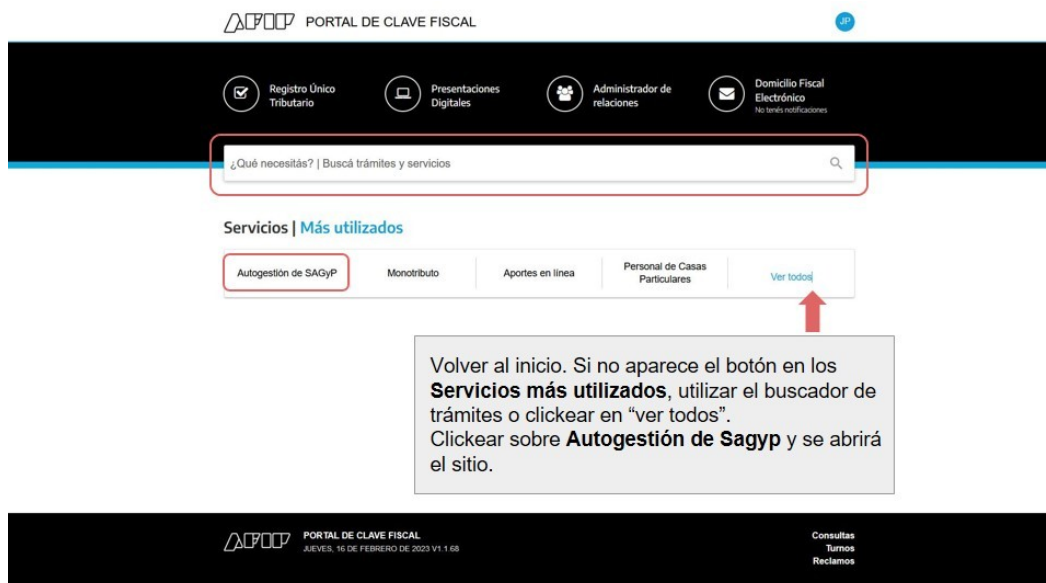 AFIP PORTAL DE CLAVE FISCAL
JP
Registro Único
Tributario
Presentaciones
Digitales
Administrador de
relaciones
Domicilio Fiscal
Electrónico
No tenés notificaciones
¿Qué necesitás? | Buscá trámites y servicios
Servicios | Más utilizados
Autogestión de SAGyP
Monotributo
Aportes en línea
Personal de Casas
Particulares
Ver todos
Volver al inicio. Si no aparece el botón en los
Servicios más utilizados, utilizar el buscador de
trámites o clickear en “ver todos”.
Clickear sobre Autogestión de Sagyp y se abrirá
el sitio.
AFIP
PORTAL DE CLAVE FISCAL
JUEVES, 16 DE FEBRERO DE 2023 V1.1.68
Consultas
Turnos
Reclamos